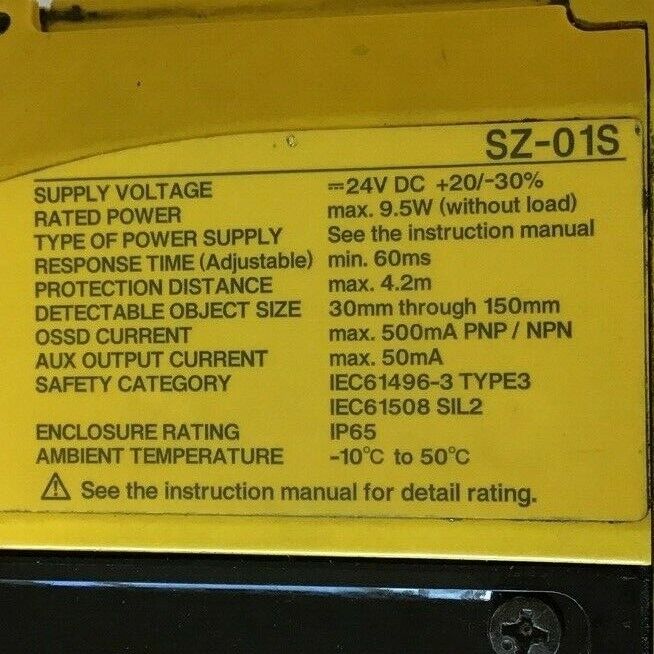 SZ-01S
SUPPLY VOLTAGE ⎓24V DC +20/-30%
RATED POWER max. 9.5W (without load)
TYPE OF POWER SUPPLY See the instruction manual
RESPONSE TIME (Adjustable) min. 60ms
PROTECTION DISTANCE max. 4.2m
DETECTABLE OBJECT SIZE 30mm through 150mm
OSSD CURRENT max. 500mA PNP / NPN
AUX OUTPUT CURRENT max. 50mA
SAFETY CATEGORY IEC61496-3 TYPE3
IEC61508 SIL2
ENCLOSURE RATING IP65
AMBIENT TEMPERATURE -10°C to 50°C
⚠ See the instruction manual for detail rating.